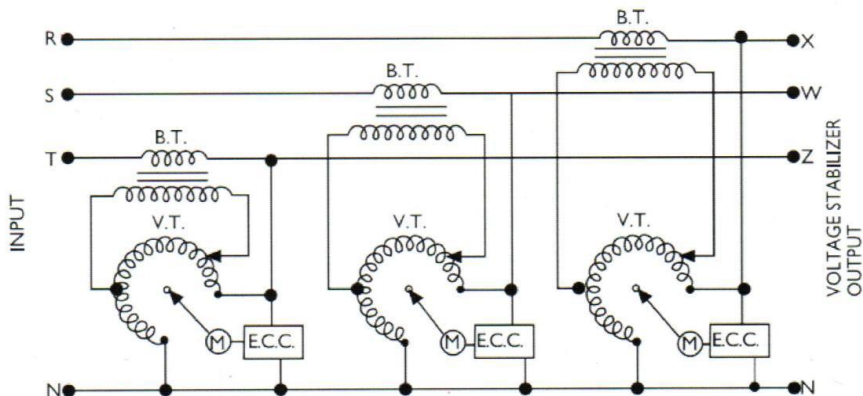 B.T.
R X
B.T.
S W
B.T.
T Z
INPUT
V.T. V.T. V.T.
VOLTAGE STABILIZER
OUTPUT
M E.C.C. M E.C.C. M E.C.C.
N N